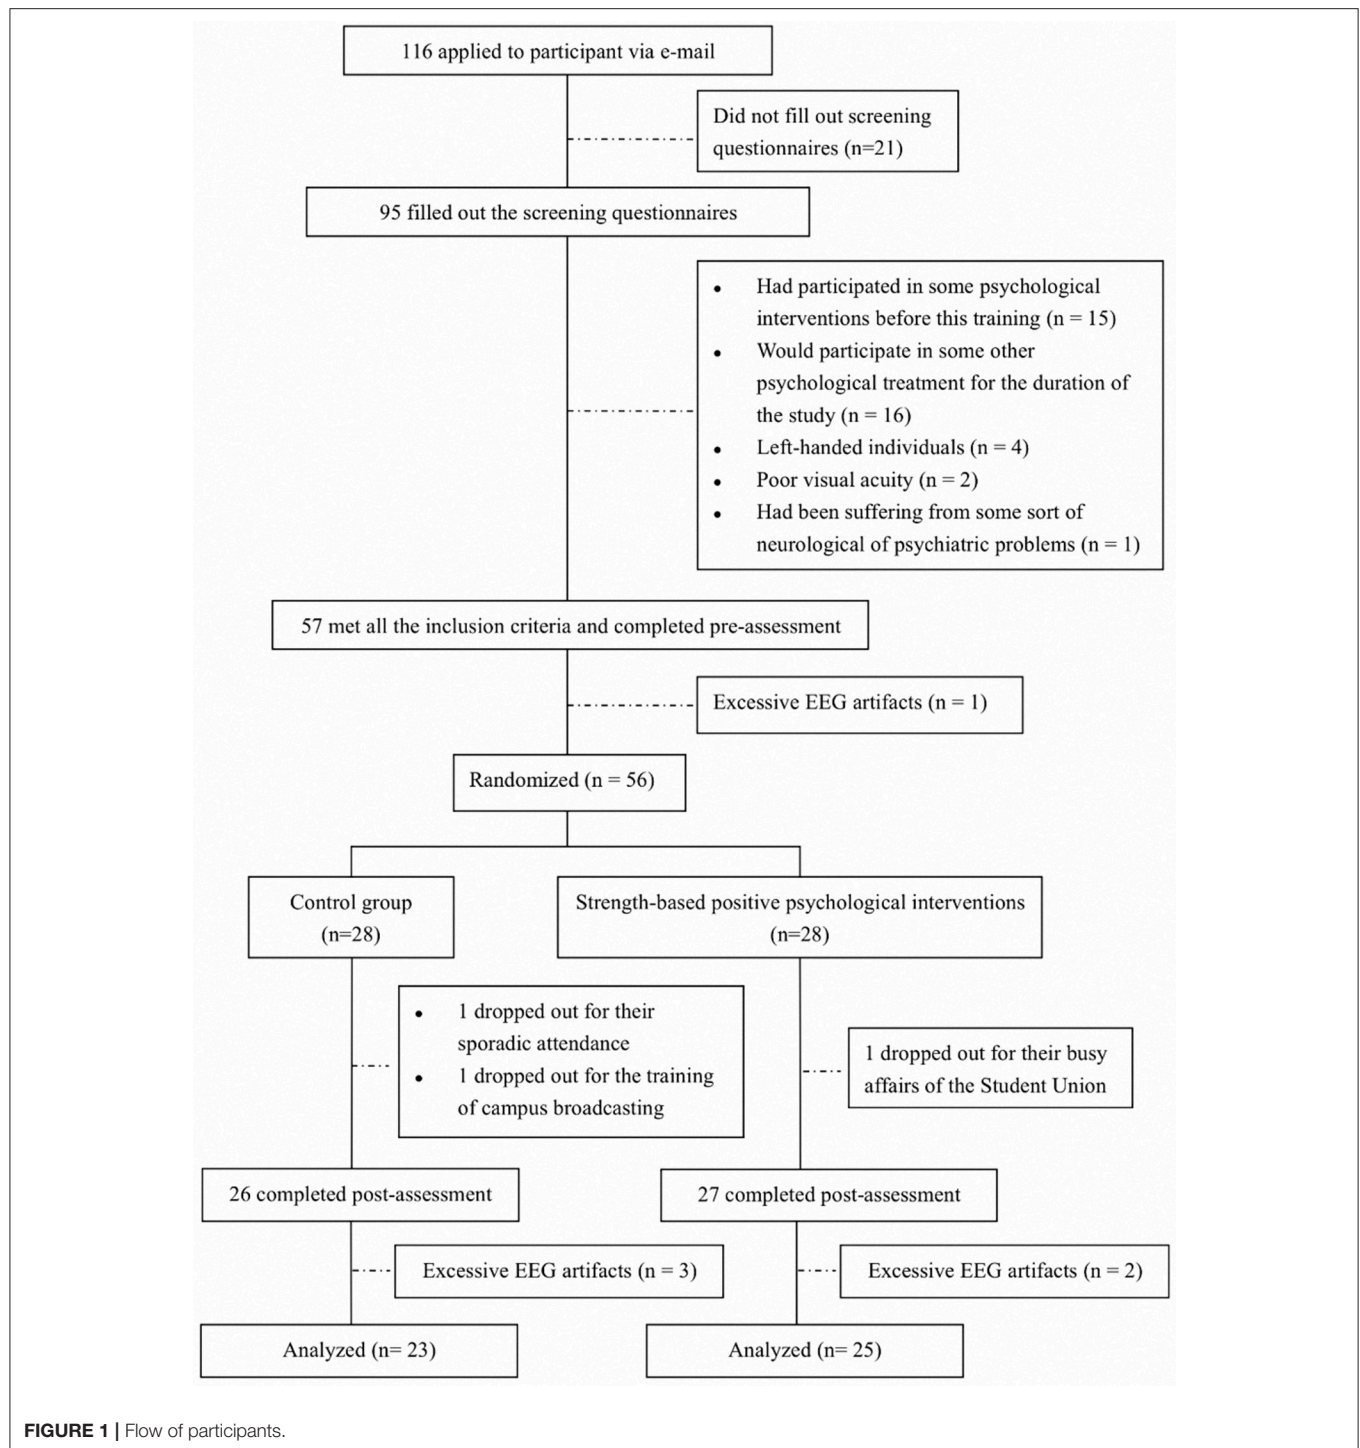 116 applied to participant via e-mail
Did not fill out screening
questionnaires (n=21)
95 filled out the screening questionnaires
• Had participated in some psychological
interventions before this training (n = 15)
• Would participate in some other
psychological treatment for the duration of
the study (n = 16)
• Left-handed individuals (n = 4)
• Poor visual acuity (n = 2)
• Had been suffering from some sort of
neurological of psychiatric problems (n = 1)
57 met all the inclusion criteria and completed pre-assessment
Excessive EEG artifacts (n = 1)
Randomized (n = 56)
Control group
(n=28)
Strength-based positive psychological interventions
(n=28)
• 1 dropped out for their
sporadic attendance
• 1 dropped out for the training
of campus broadcasting
1 dropped out for their busy
affairs of the Student Union
26 completed post-assessment
27 completed post-assessment
Excessive EEG artifacts (n = 3)
Excessive EEG artifacts (n = 2)
Analyzed (n= 23)
Analyzed (n= 25)
FIGURE 1 | Flow of participants.